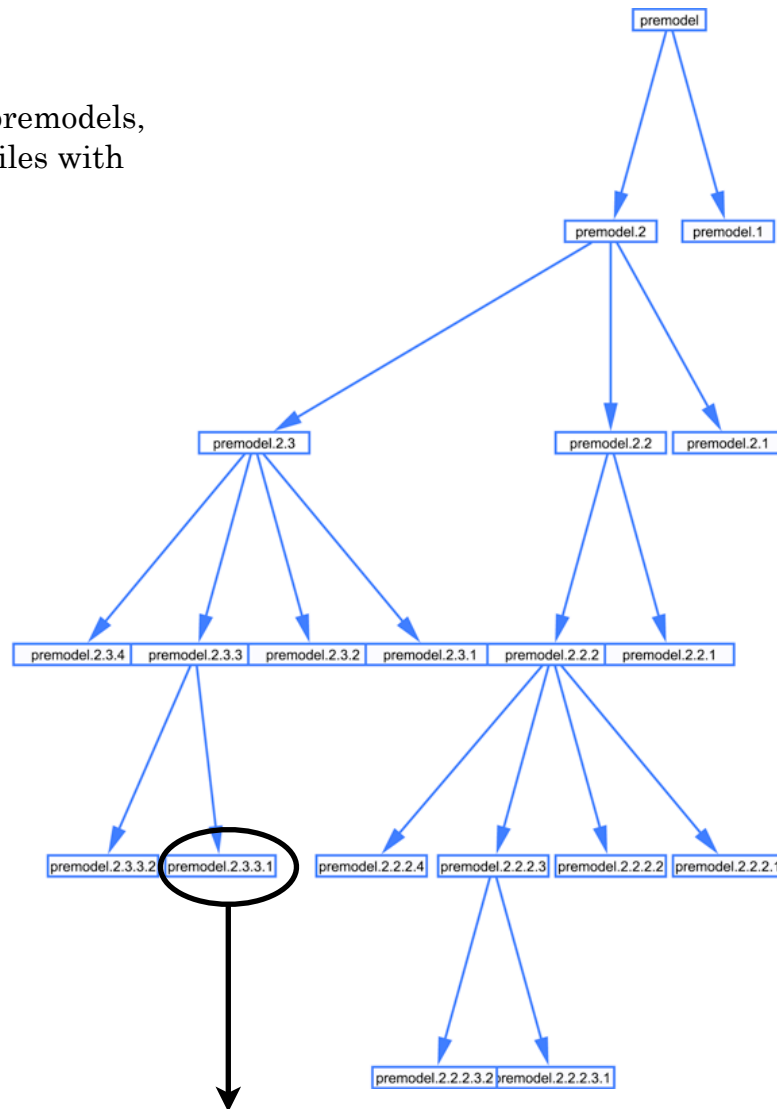 premodel
premodels,
iles with
premodel.2
premodel.1
premodel.2.3
premodel.2.2
premodel.2.1
premodel.2.3.4
premodel.2.3.3
premodel.2.3.2
premodel.2.3.1
premodel.2.2.2
premodel.2.2.1
premodel.2.3.3.2
premodel.2.3.3.1
premodel.2.2.2.4
premodel.2.2.2.3
premodel.2.2.2.2
premodel.2.2.2.1
premodel.2.2.2.3.2
premodel.2.2.2.3.1